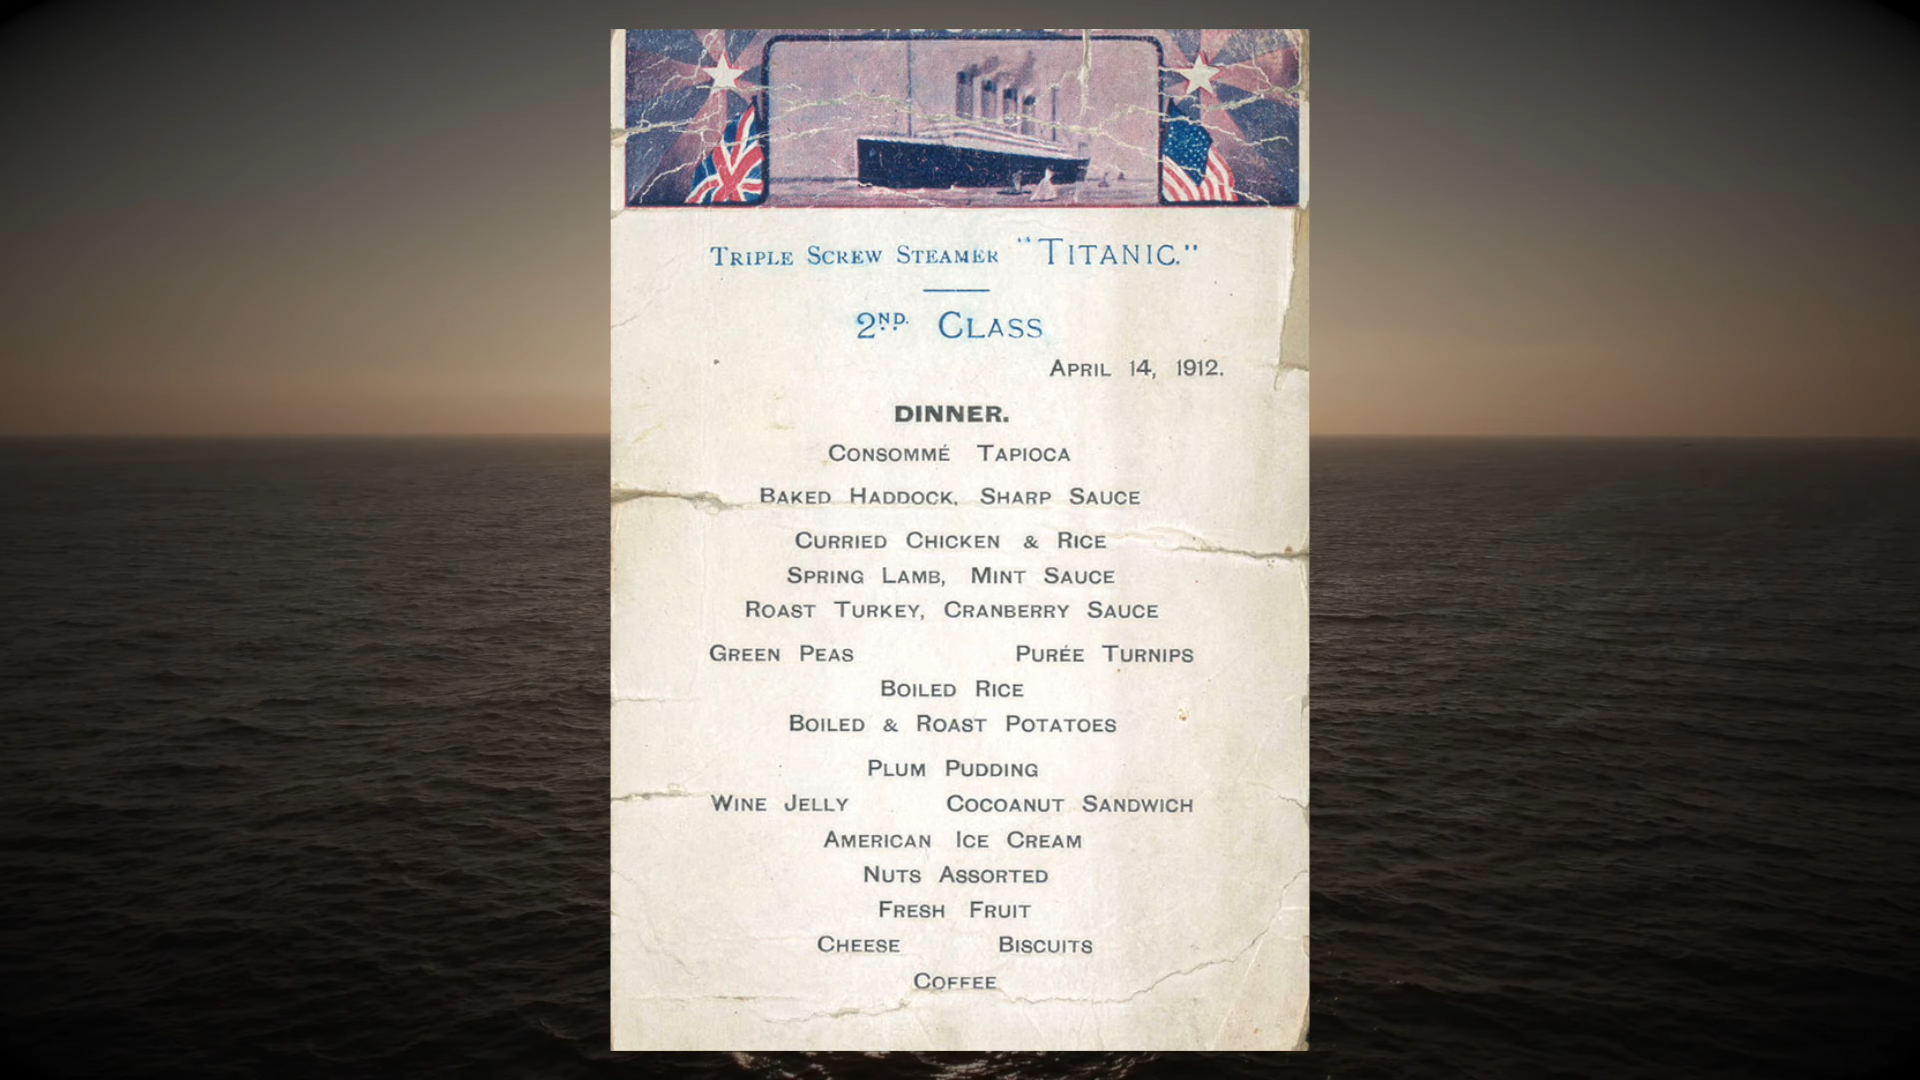 Triple Screw Steamer "Titanic."
2ND. Class
April 14, 1912.
DINNER.
Consommé Tapioca
Baked Haddock, Sharp Sauce
Curried Chicken & Rice
Spring Lamb, Mint Sauce
Roast Turkey, Cranberry Sauce
Green Peas Purée Turnips
Boiled Rice
Boiled & Roast Potatoes
Plum Pudding
Wine Jelly Cocoanut Sandwich
American Ice Cream
Nuts Assorted
Fresh Fruit
Cheese Biscuits
Coffee